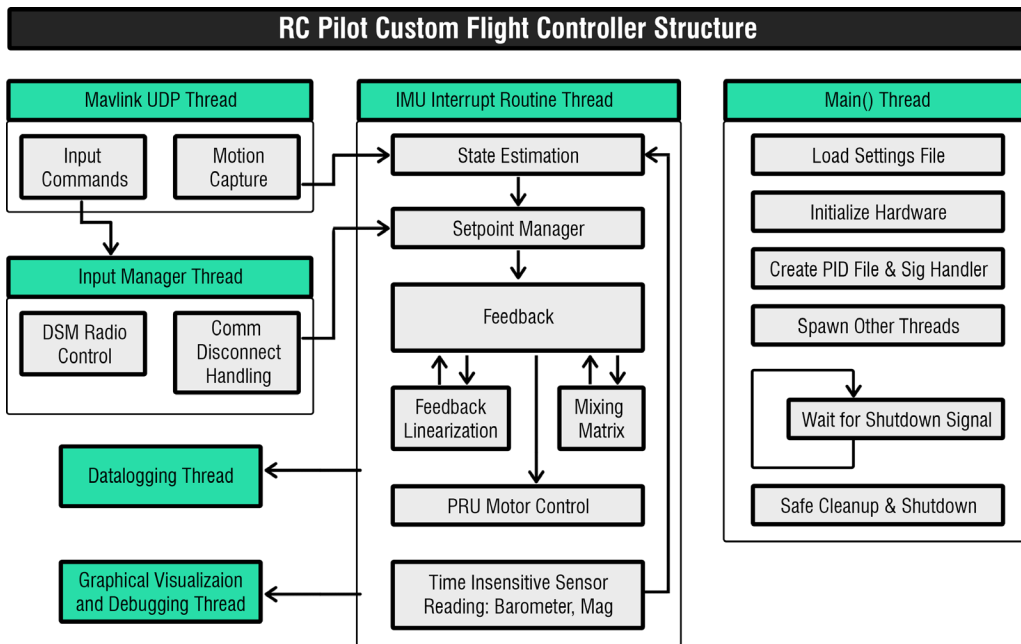 RC Pilot Custom Flight Controller Structure
Mavlink UDP Thread
Input
Commands
Motion
Capture
Input Manager Thread
DSM Radio
Control
Comm
Disconnect
Handling
Datalogging Thread
Graphical Visualizaion
and Debugging Thread
IMU Interrupt Routine Thread
State Estimation
Setpoint Manager
Feedback
Feedback
Linearization
Mixing
Matrix
PRU Motor Control
Time Insensitive Sensor
Reading: Barometer, Mag
Main() Thread
Load Settings File
Initialize Hardware
Create PID File & Sig Handler
Spawn Other Threads
Wait for Shutdown Signal
Safe Cleanup & Shutdown